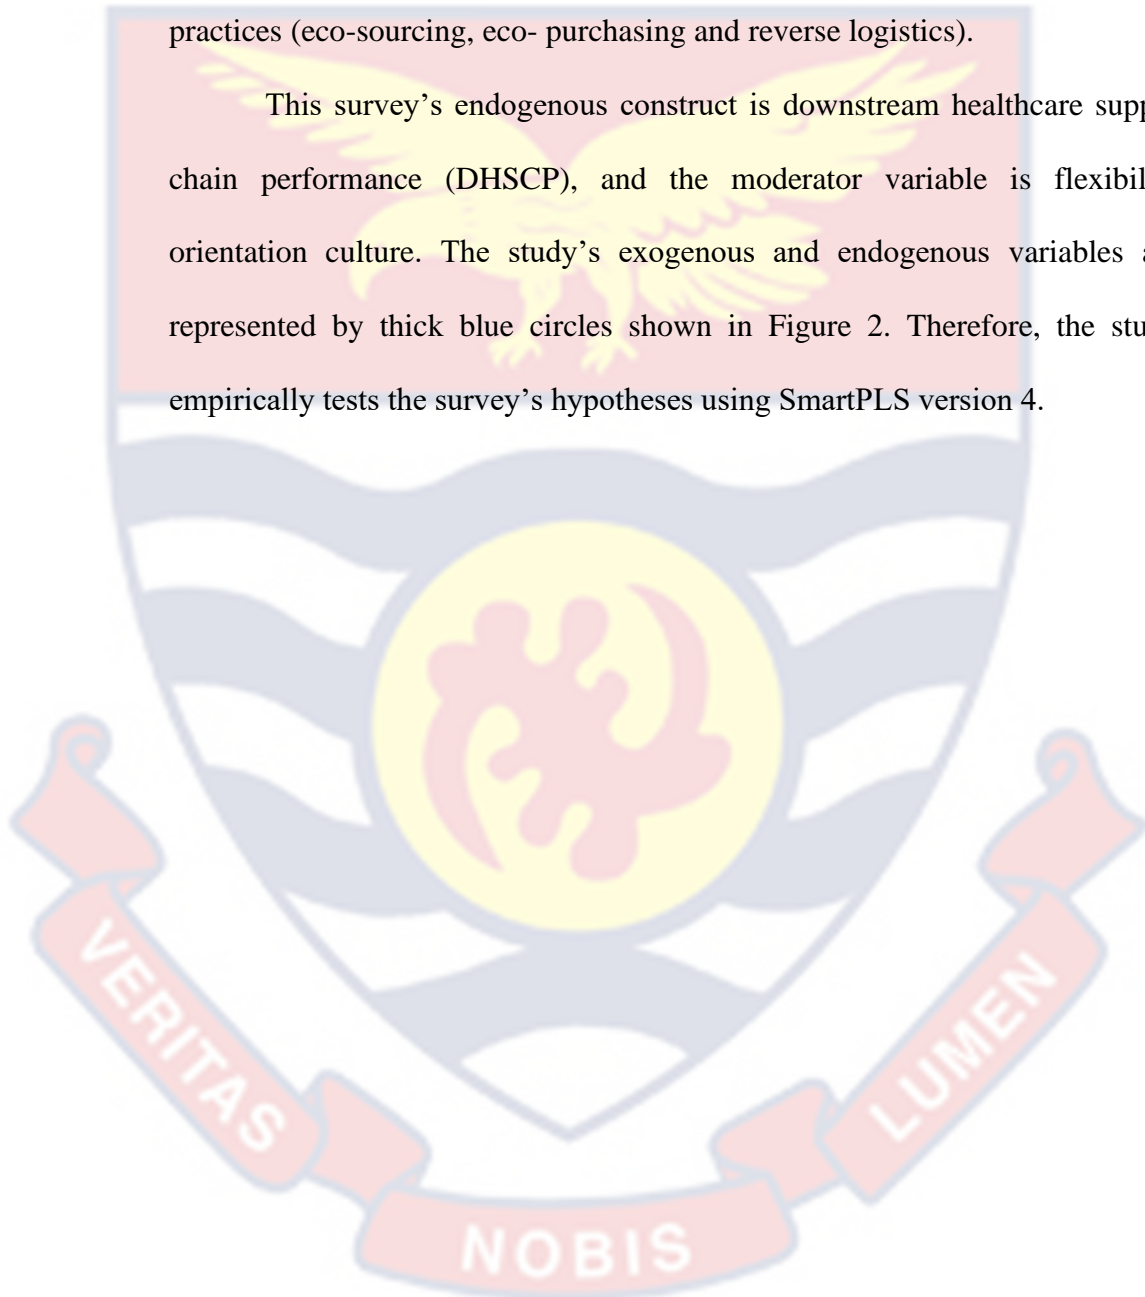 practices (eco-sourcing, eco- purchasing and reverse logistics).
This survey’s endogenous construct is downstream healthcare supp
chain performance (DHSCP), and the moderator variable is flexibil
orientation culture. The study’s exogenous and endogenous variables a
represented by thick blue circles shown in Figure 2. Therefore, the stu
empirically tests the survey’s hypotheses using SmartPLS version 4.
VERITAS
NOBIS
LUMEN